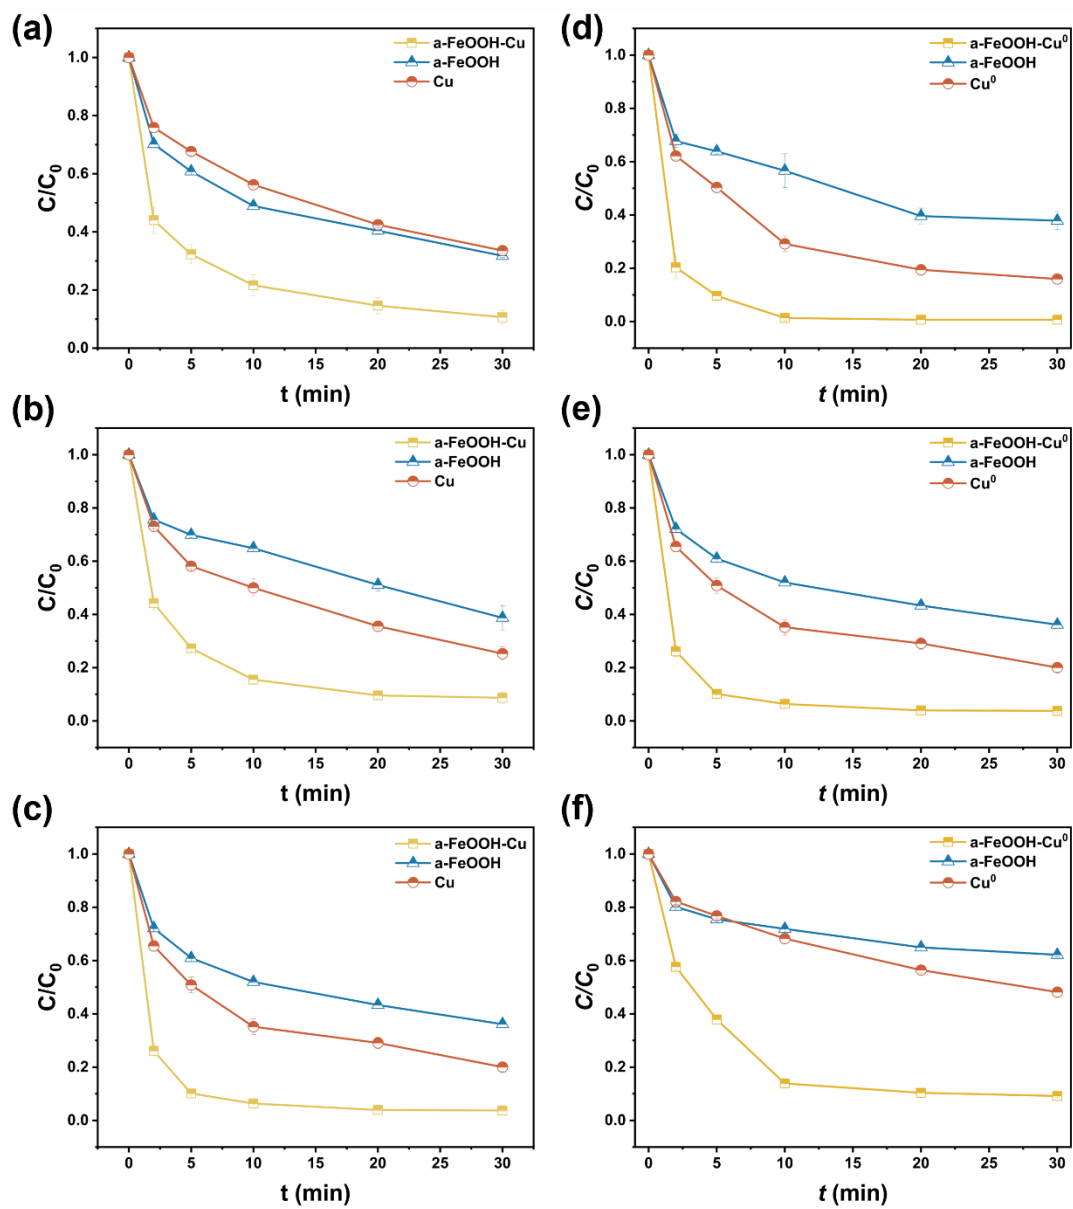 (a)
a-FeOOH-Cu
a-FeOOH
Cu
1.0
0.8
0.6
0.4
0.2
0.0
C/C₀
0 5 10 15 20 25 30
t (min)
(b)
a-FeOOH-Cu
a-FeOOH
Cu
1.0
0.8
0.6
0.4
0.2
0.0
C/C₀
0 5 10 15 20 25 30
t (min)
(c)
a-FeOOH-Cu
a-FeOOH
Cu
1.0
0.8
0.6
0.4
0.2
0.0
C/C₀
0 5 10 15 20 25 30
t (min)
(d)
a-FeOOH-Cu⁰
a-FeOOH
Cu⁰
1.0
0.8
0.6
0.4
0.2
0.0
C/C₀
0 5 10 15 20 25 30
t (min)
(e)
a-FeOOH-Cu⁰
a-FeOOH
Cu⁰
1.0
0.8
0.6
0.4
0.2
0.0
C/C₀
0 5 10 15 20 25 30
t (min)
(f)
a-FeOOH-Cu⁰
a-FeOOH
Cu⁰
1.0
0.8
0.6
0.4
0.2
0.0
C/C₀
0 5 10 15 20 25 30
t (min)